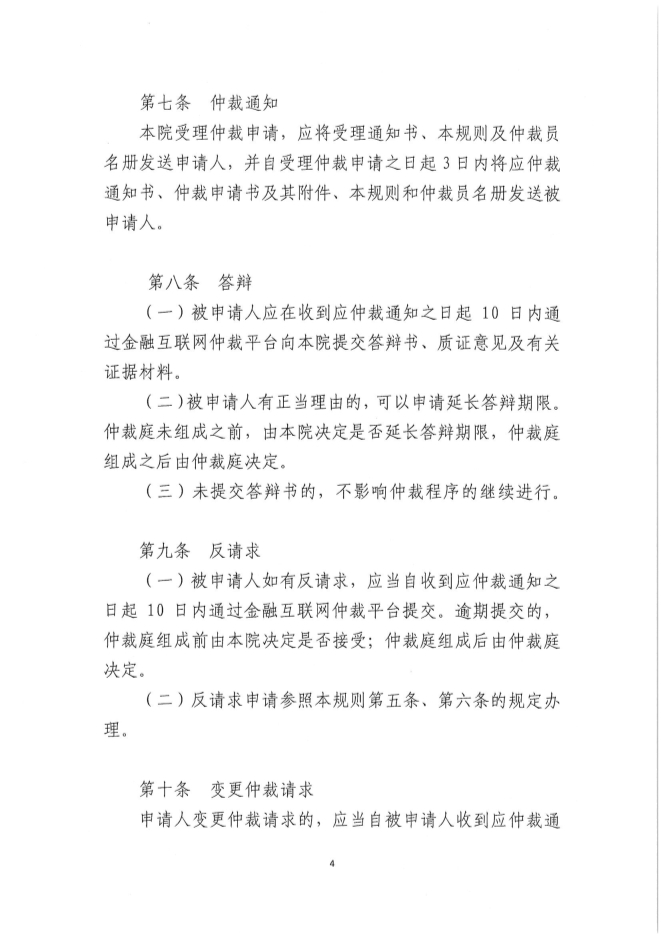 第七条　仲裁通知
本院受理仲裁申请，应将受理通知书、本规则及仲裁员
名册发送申请人，并自受理仲裁申请之日起 3 日内将应仲裁
通知书、仲裁申请书及其附件、本规则和仲裁员名册发送被
申请人。
第八条　答辩
（一）被申请人应在收到应仲裁通知之日起 10 日内通
过金融互联网仲裁平台向本院提交答辩书、质证意见及有关
证据材料。
（二）被申请人有正当理由的，可以申请延长答辩期限。
仲裁庭未组成之前，由本院决定是否延长答辩期限，仲裁庭
组成之后由仲裁庭决定。
（三）未提交答辩书的，不影响仲裁程序的继续进行。
第九条　反请求
（一）被申请人如有反请求，应当自收到应仲裁通知之
日起 10 日内通过金融互联网仲裁平台提交。逾期提交的，
仲裁庭组成前由本院决定是否接受；仲裁庭组成后由仲裁庭
决定。
（二）反请求申请参照本规则第五条、第六条的规定办
理。
第十条　变更仲裁请求
申请人变更仲裁请求的，应当自被申请人收到应仲裁通
4